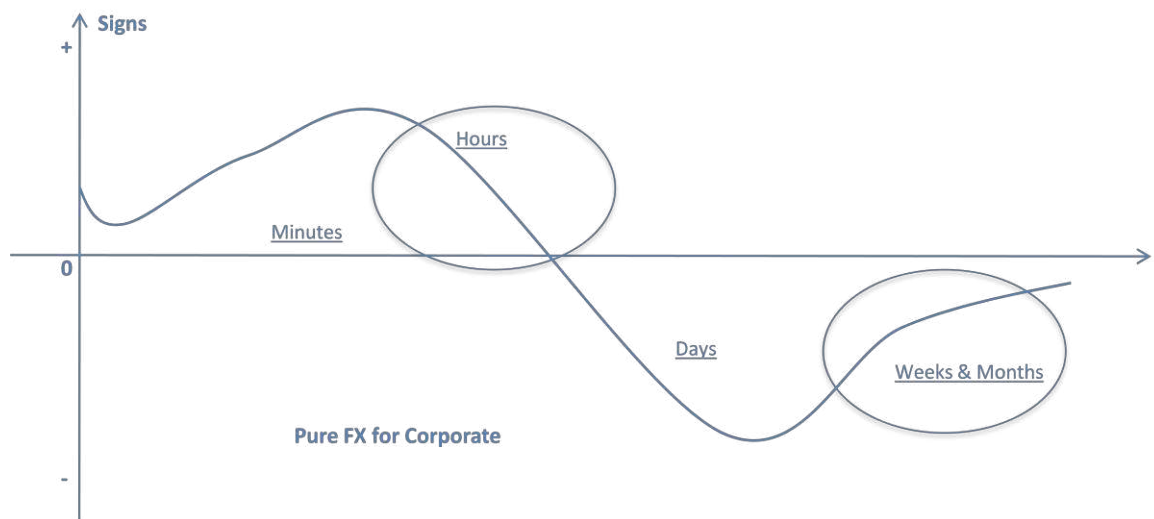 Signs
+
Hours
Minutes
0
Days
Weeks & Months
Pure FX for Corporate
-